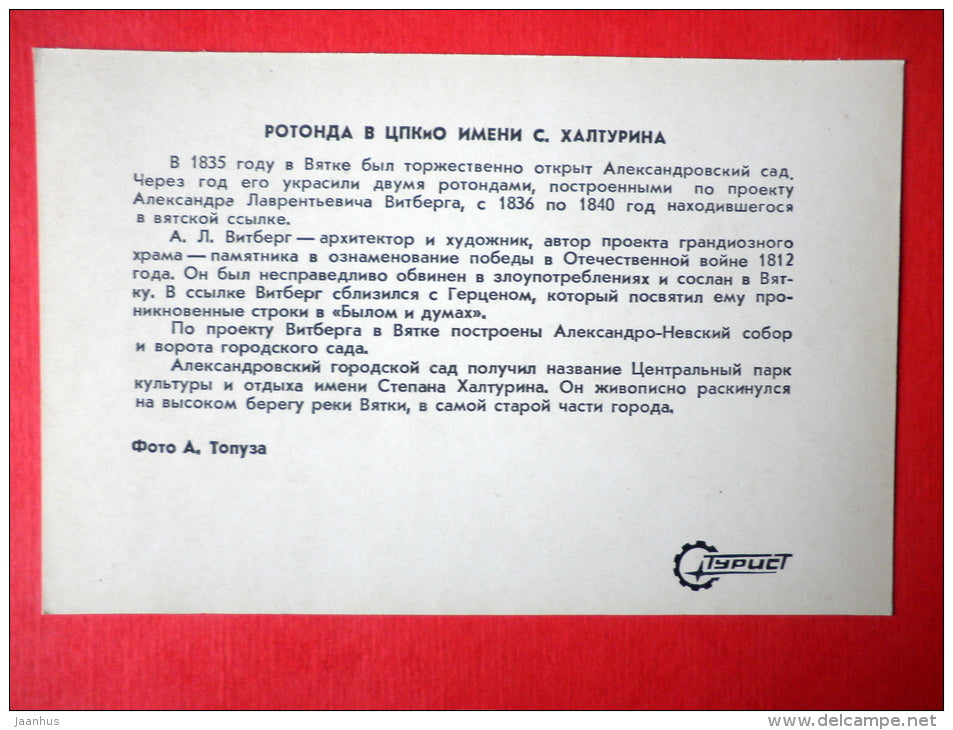 РОТОНДА В ЦПКиО ИМЕНИ С. ХАЛТУРИНА
В 1835 году в Вятке был торжественно открыт Александровский сад.
Через год его украсили двумя ротондами, построенными по проекту
Александра Лаврентьевича Витберга, с 1836 по 1840 год находившегося
в вятской ссылке.
А. Л. Витберг — архитектор и художник, автор проекта грандиозного
храма — памятника в ознаменование победы в Отечественной войне 1812
года. Он был несправедливо обвинен в злоупотреблениях и сослан в Вят-
ку. В ссылке Витберг сблизился с Герценом, который посвятил ему про-
никновенные строки в «Былом и думах».
По проекту Витберга в Вятке построены Александро-Невский собор
и ворота городского сада.
Александровский городской сад получил название Центральный парк
культуры и отдыха имени Степана Халтурина. Он живописно раскинулся
на высоком берегу реки Вятки, в самой старой части города.
Фото А. Топуза
ТУРИСТ
Jaanhus
www.delcampe.net